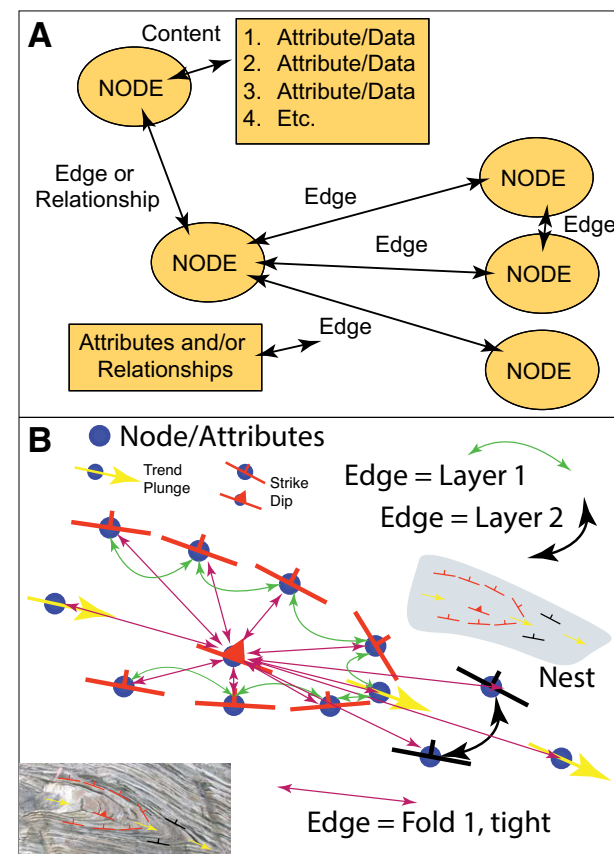 A
Content
NODE
1. Attribute/Data
2. Attribute/Data
3. Attribute/Data
4. Etc.
Edge or
Relationship
NODE
Edge
NODE
Edge
Edge
NODE
Edge
Attributes and/or
Relationships
NODE
B
Node/Attributes
Trend
Plunge
Strike
Dip
Edge = Layer 1
Edge = Layer 2
Nest
Edge = Fold 1, tight